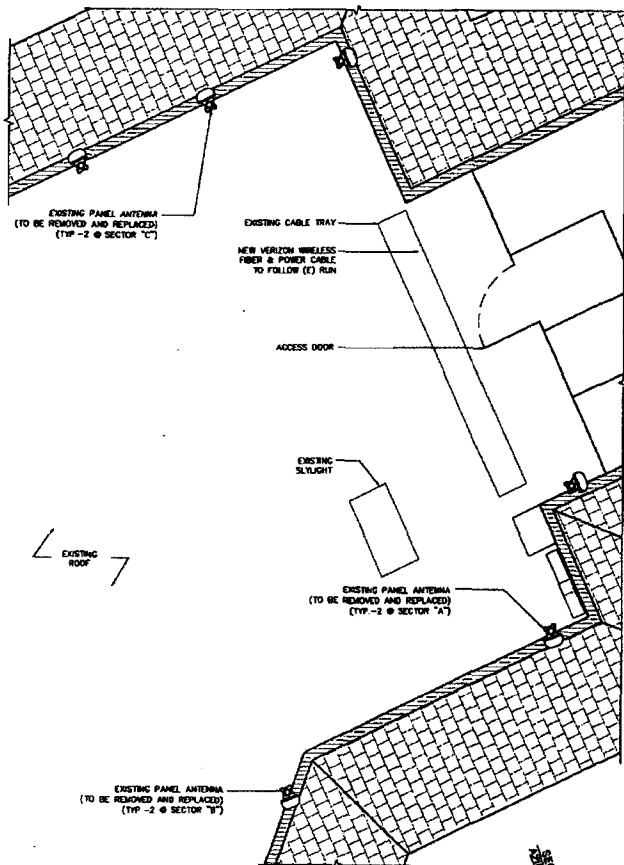 EXISTING PANEL ANTENNA
(TO BE REMOVED AND REPLACED)
(TYP -2 @ SECTOR "C")
EXISTING CABLE TRAY
NEW VERIZON WIRELESS
FIBER & POWER CABLE
TO FOLLOW (E) RUN
ACCESS DOOR
EXISTING
SLYLIGHT
EXISTING
ROOF
EXISTING PANEL ANTENNA
(TO BE REMOVED AND REPLACED)
(TYP.-2 @ SECTOR "A")
EXISTING PANEL ANTENNA
(TO BE REMOVED AND REPLACED)
(TYP -2 @ SECTOR "B")